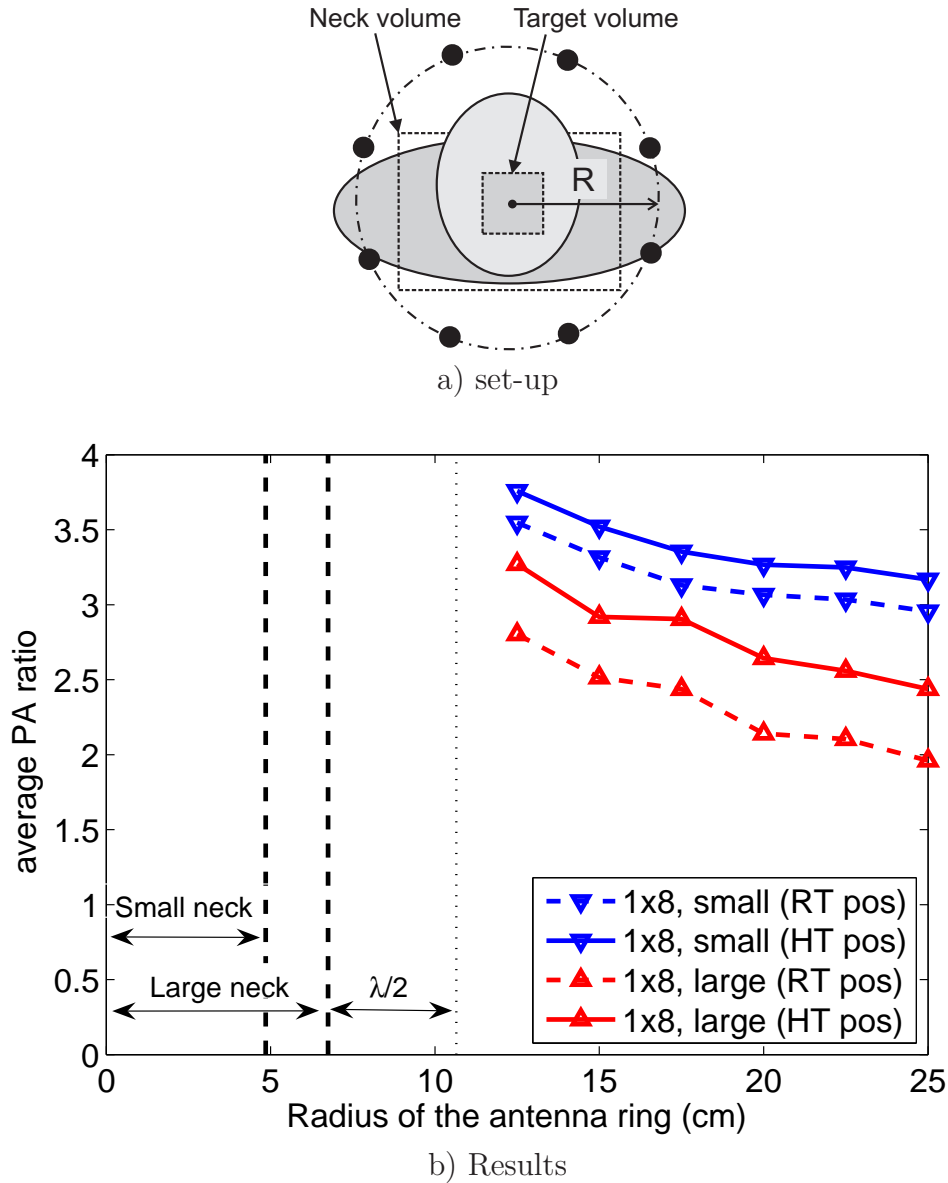 Neck volume
Target volume
R
a) set-up
4
3.5
3
2.5
2
1.5
1
0.5
0
average PA ratio
Small neck
Large neck
λ/2
1x8, small (RT pos)
1x8, small (HT pos)
1x8, large (RT pos)
1x8, large (HT pos)
0 5 10 15 20 25
Radius of the antenna ring (cm)
b) Results